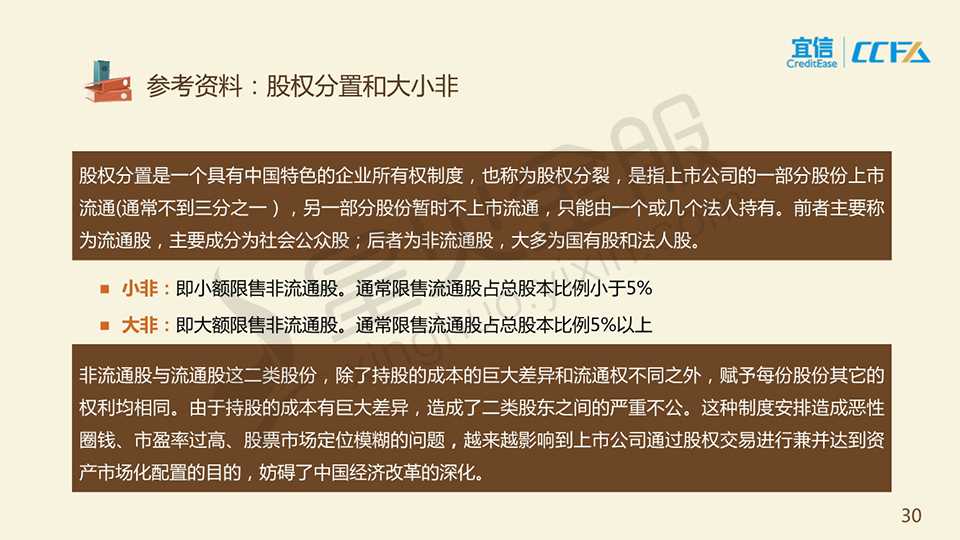 宜信
CreditEase
CCFA
参考资料：股权分置和大小非
股权分置是一个具有中国特色的企业所有权制度，也称为股权分裂，是指上市公司的一部分股份上市
流通(通常不到三分之一），另一部分股份暂时不上市流通，只能由一个或几个法人持有。前者主要称
为流通股，主要成分为社会公众股；后者为非流通股，大多为国有股和法人股。
■ 小非：即小额限售非流通股。通常限售流通股占总股本比例小于5%
■ 大非：即大额限售非流通股。通常限售流通股占总股本比例5%以上
非流通股与流通股这二类股份，除了持股的成本的巨大差异和流通权不同之外，赋予每份股份其它的
权利均相同。由于持股的成本有巨大差异，造成了二类股东之间的严重不公。这种制度安排造成恶性
圈钱、市盈率过高、股票市场定位模糊的问题，越来越影响到上市公司通过股权交易进行兼并达到资
产市场化配置的目的，妨碍了中国经济改革的深化。
xinghuo.yixin.com
30